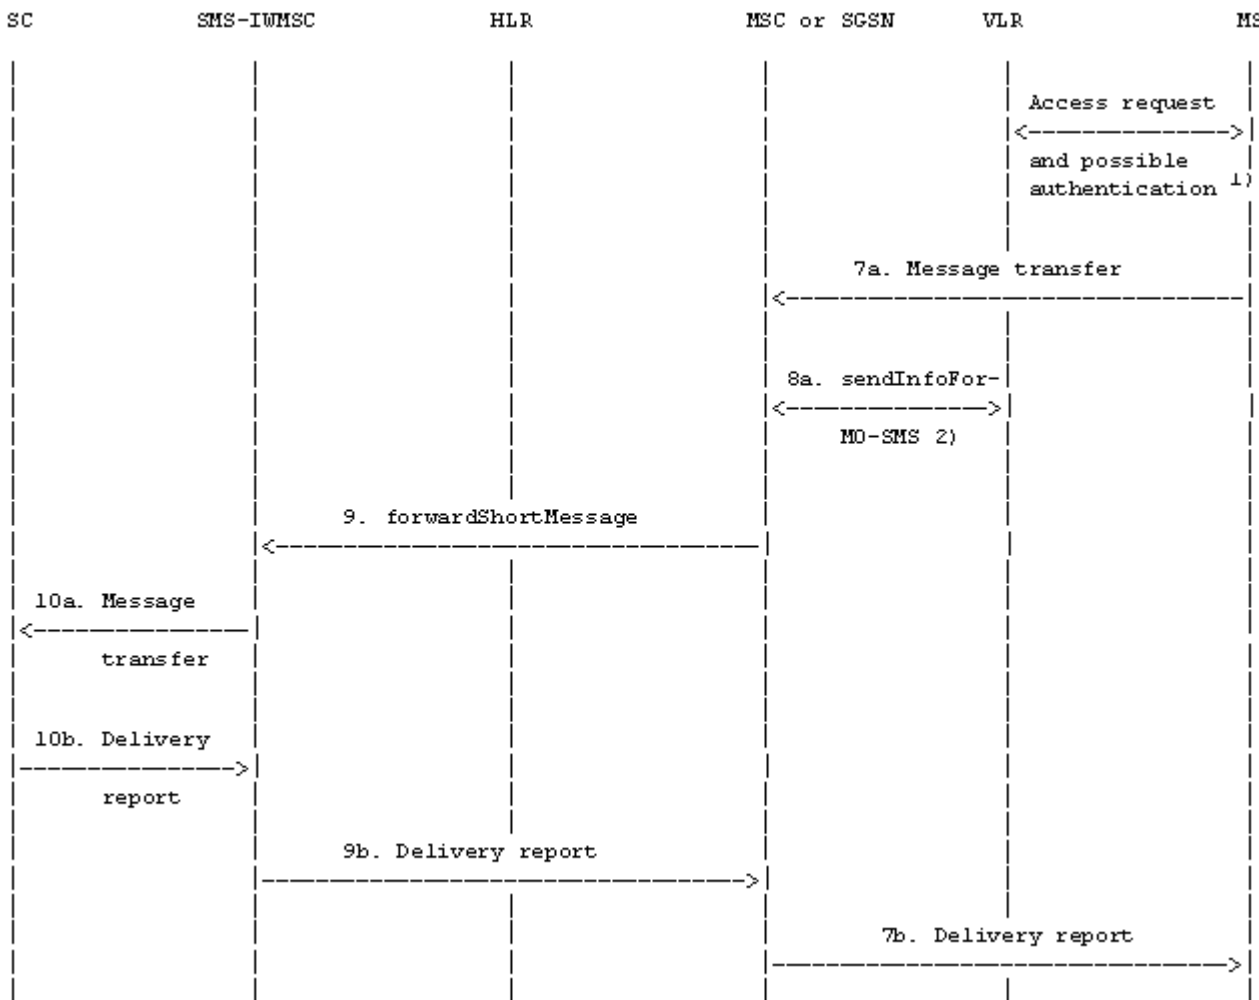 SC SMS-IWMSC HLR MSC or SGSN VLR MS
Access request
and possible
authentication 1)
7a. Message transfer
8a. sendInfoFor-
MO-SMS 2)
9. forwardShortMessage
10a. Message
transfer
10b. Delivery
report
9b. Delivery report
7b. Delivery report